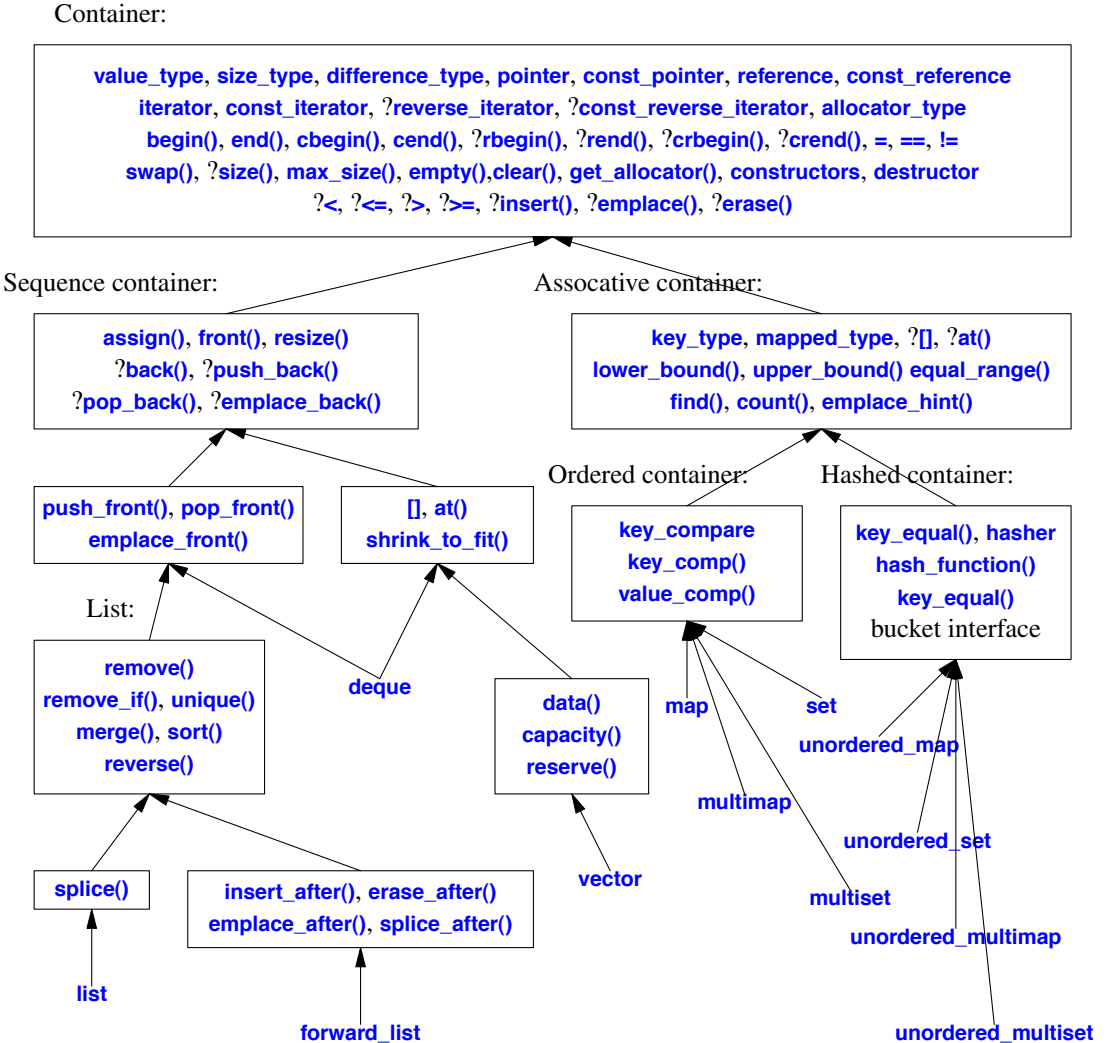 Container:
value_type, size_type, difference_type, pointer, const_pointer, reference, const_reference
iterator, const_iterator, ?reverse_iterator, ?const_reverse_iterator, allocator_type
begin(), end(), cbegin(), cend(), ?rbegin(), ?rend(), ?crbegin(), ?crend(), =, ==, !=
swap(), ?size(), max_size(), empty(),clear(), get_allocator(), constructors, destructor
?<, ?<=, ?>, ?>=, ?insert(), ?emplace(), ?erase()
Sequence container:
assign(), front(), resize()
?back(), ?push_back()
?pop_back(), ?emplace_back()
Assocative container:
key_type, mapped_type, ?[], ?at()
lower_bound(), upper_bound() equal_range()
find(), count(), emplace_hint()
push_front(), pop_front()
emplace_front()
[], at()
shrink_to_fit()
Ordered container:
key_compare
key_comp()
value_comp()
Hashed container:
key_equal(), hasher
hash_function()
key_equal()
bucket interface
List:
remove()
remove_if(), unique()
merge(), sort()
reverse()
deque
data()
capacity()
reserve()
map
set
unordered_map
multimap
unordered_set
splice()
insert_after(), erase_after()
emplace_after(), splice_after()
vector
multiset
unordered_multimap
list
forward_list
unordered_multiset